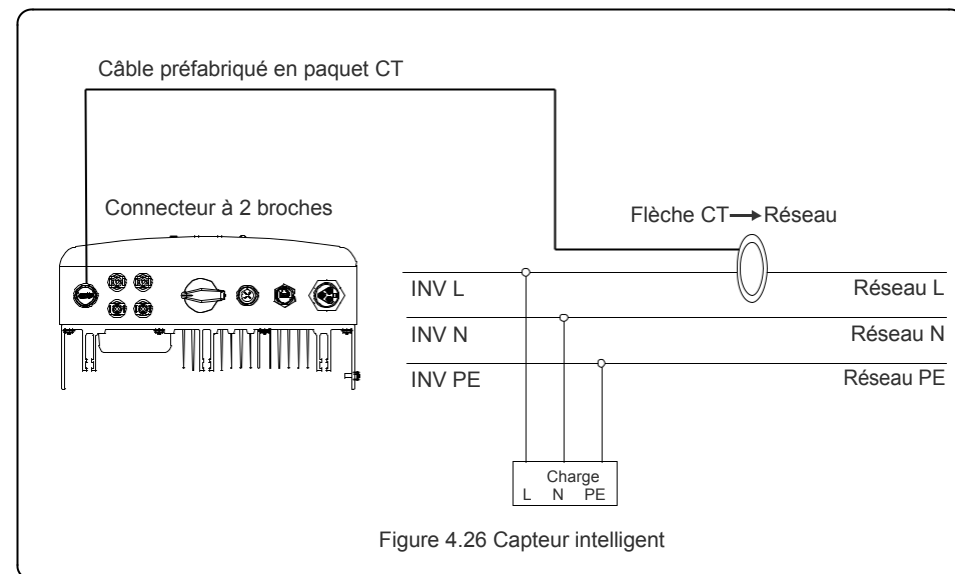 Câble préfabriqué en paquet CT
Connecteur à 2 broches
Flèche CT→Réseau
INV L
Réseau L
INV N
Réseau N
INV PE
Réseau PE
Charge
L N PE
Figure 4.26 Capteur intelligent